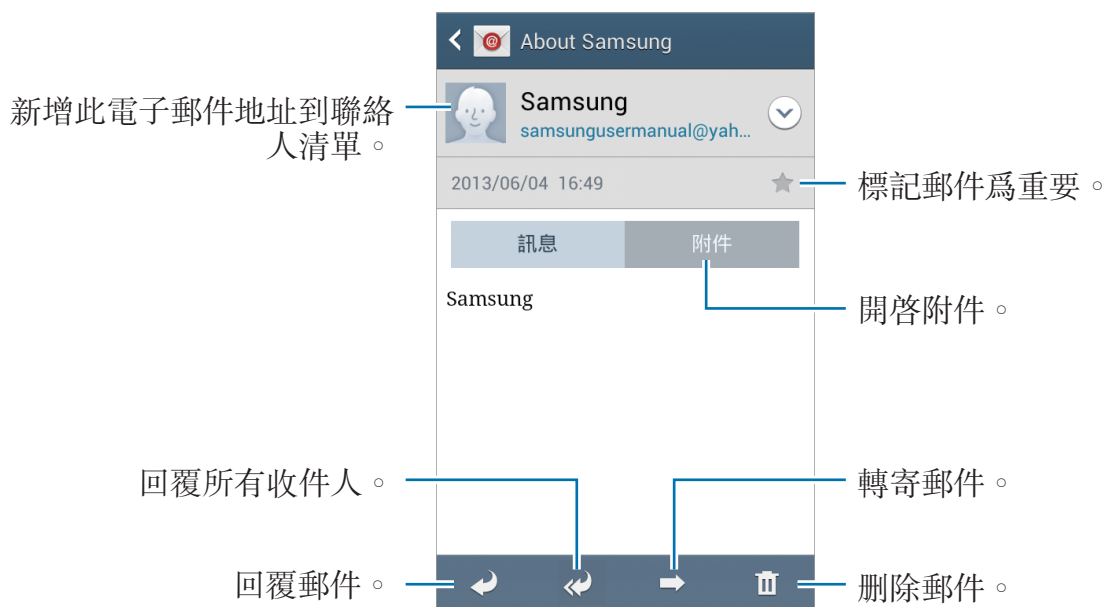 About Samsung
新增此電子郵件地址到聯絡
人清單。
Samsung
samsungusermanual@yah...
2013/06/04 16:49
標記郵件爲重要。
訊息
附件
Samsung
開啓附件。
回覆所有收件人。
轉寄郵件。
回覆郵件。
刪除郵件。